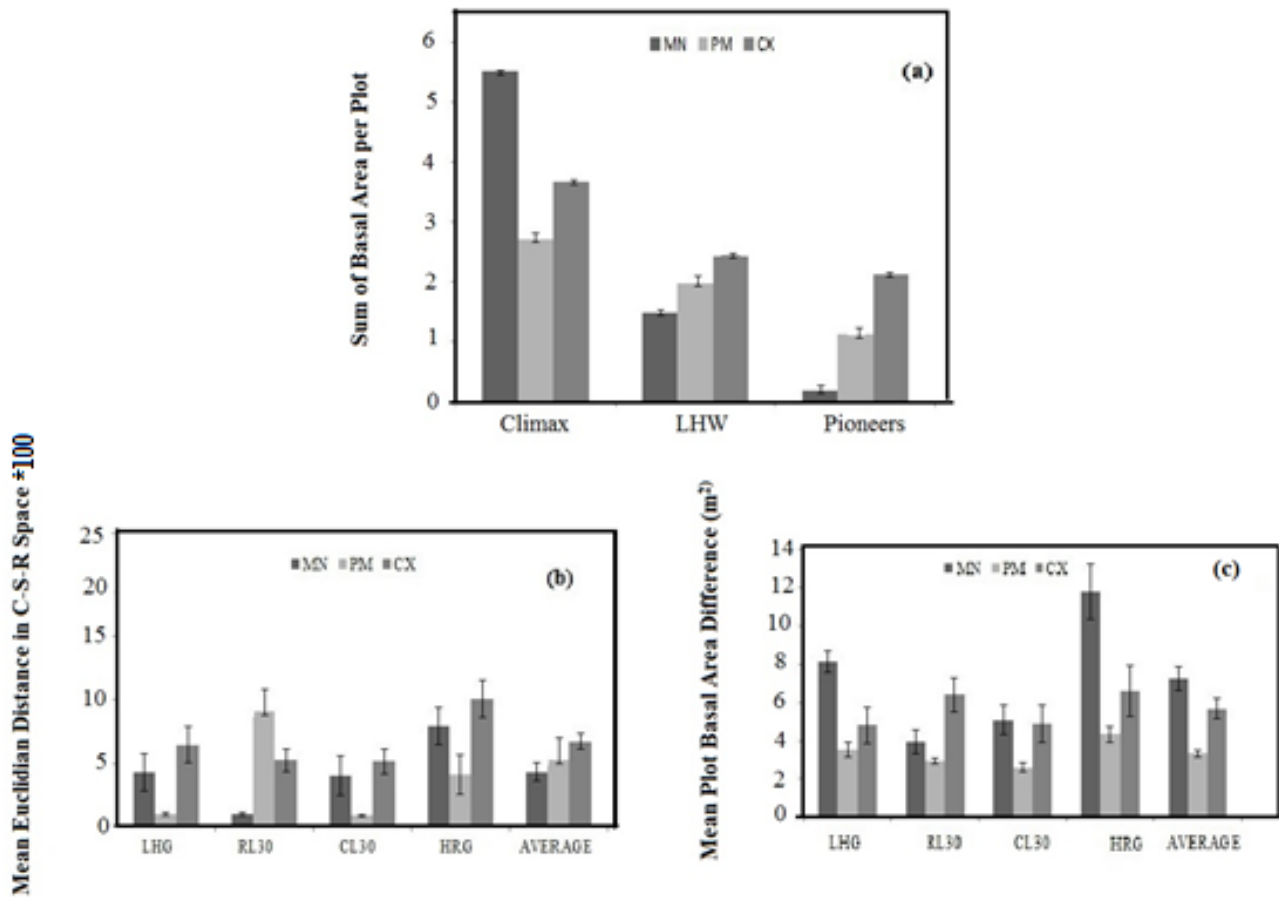 6
5
4
3
2
1
0
MN PM CX
(a)
Sum of Basal Area per Plot
Climax LHW Pioneers
Mean Euclidian Distance in C-S-R Space *100
25
20
15
10
5
0
MN PM CX
(b)
LHG RL30 CL30 HRG AVERAGE
Mean Plot Basal Area Difference (m²)
14
12
10
8
6
4
2
0
MN PM CX
(c)
LHG RL30 CL30 HRG AVERAGE